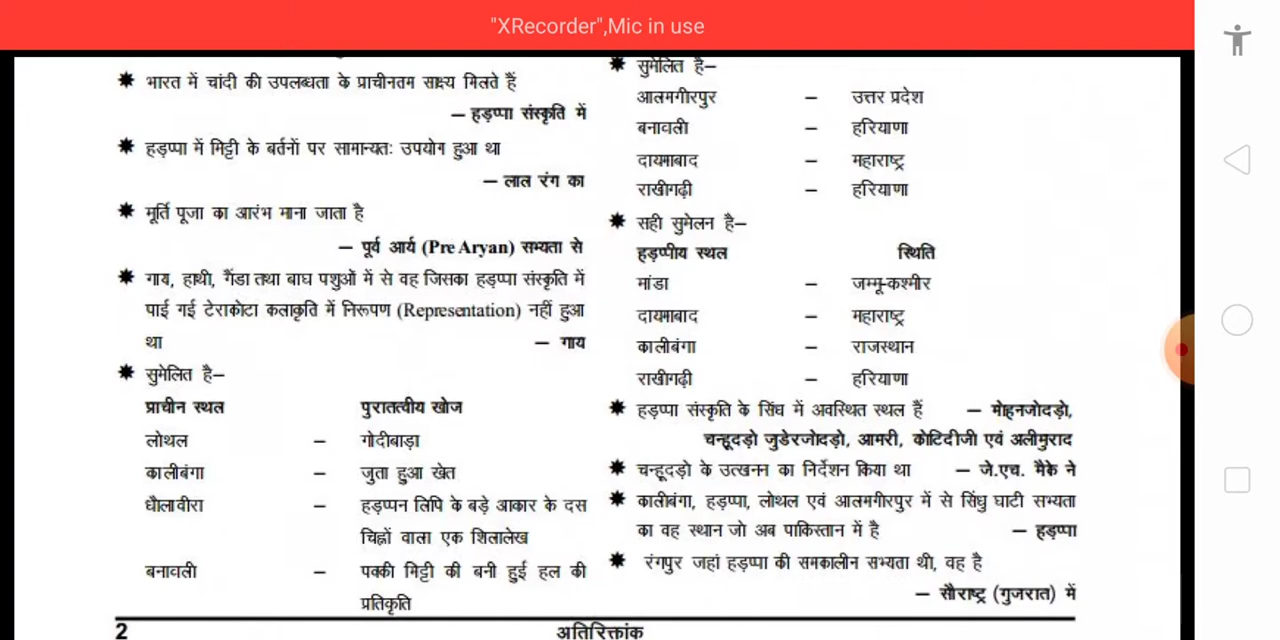 "XRecorder",Mic in use
✷ भारत में चांदी की उपलब्धता के प्राचीनतम साक्ष्य मिलते हैं
– हड़प्पा संस्कृति में
✷ हड़प्पा में मिट्टी के बर्तनों पर सामान्यतः उपयोग हुआ था
– लाल रंग का
✷ मूर्ति पूजा का आरंभ माना जाता है
– पूर्व आर्य (Pre Aryan) सभ्यता से
✷ गाय, हाथी, गैंडा तथा बाघ पशुओं में से वह जिसका हड़प्पा संस्कृति में
पाई गई टेराकोटा कलाकृति में निरूपण (Representation) नहीं हुआ
था – गाय
✷ सुमेलित है–
प्राचीन स्थल पुरातत्वीय खोज
लोथल – गोदीबाड़ा
कालीबंगा – जुता हुआ खेत
धौलावीरा – हड़प्पन लिपि के बड़े आकार के दस
चिह्नों वाला एक शिलालेख
बनावली – पक्की मिट्टी की बनी हुई हल की
प्रतिकृति
✷ सुमेलित है–
आलमगीरपुर – उत्तर प्रदेश
बनावली – हरियाणा
दायमाबाद – महाराष्ट्र
राखीगढ़ी – हरियाणा
✷ सही सुमेलन है–
हड़प्पीय स्थल स्थिति
मांडा – जम्मू-कश्मीर
दायमाबाद – महाराष्ट्र
कालीबंगा – राजस्थान
राखीगढ़ी – हरियाणा
✷ हड़प्पा संस्कृति के सिंध में अवस्थित स्थल हैं – मोहनजोदड़ो,
चन्हूदड़ो जुडेरजोदड़ो, आमरी, कोटिदीजी एवं अलीमुराद
✷ चन्हूदड़ो के उत्खनन का निर्देशन किया था – जे.एच. मैके ने
✷ कालीबंगा, हड़प्पा, लोथल एवं आलमगीरपुर में से सिंधु घाटी सभ्यता
का वह स्थान जो अब पाकिस्तान में है – हड़प्पा
✷ रंगपुर जहां हड़प्पा की समकालीन सभ्यता थी, वह है
– सौराष्ट्र (गुजरात) में
2 अतिरिक्तांक